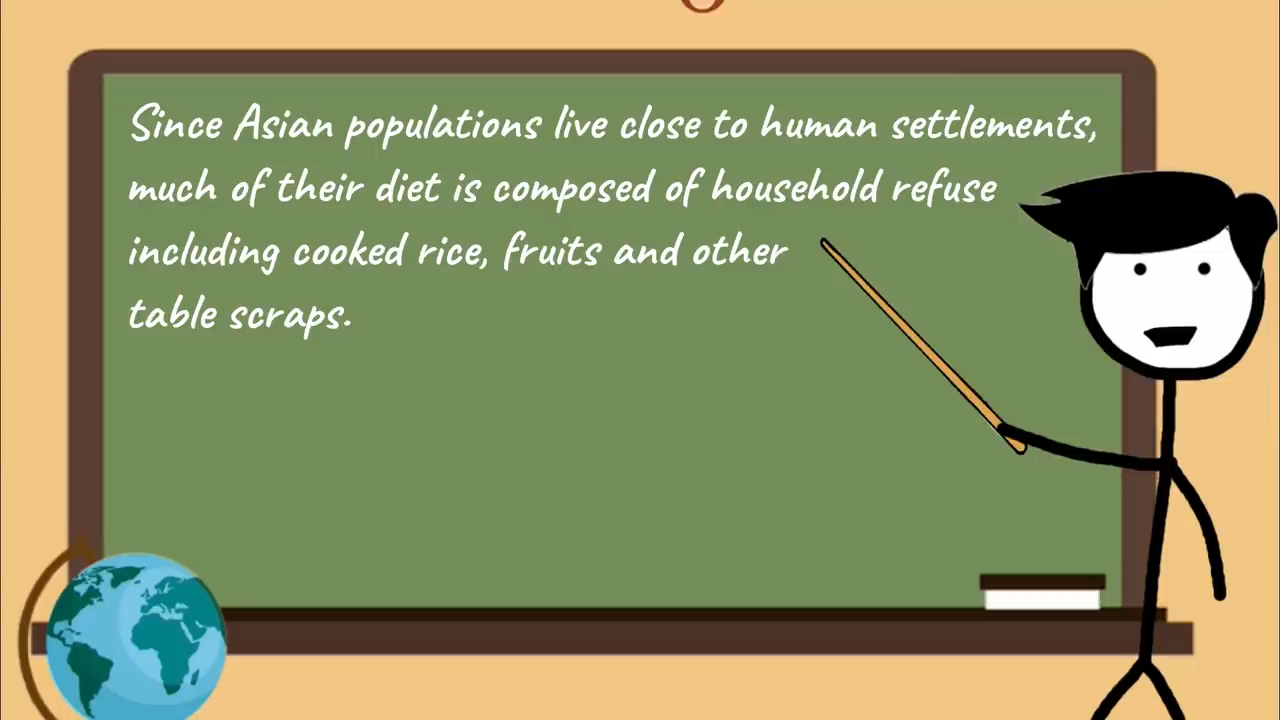 Since Asian populations live close to human settlements,
much of their diet is composed of household refuse
including cooked rice, fruits and other
table scraps.